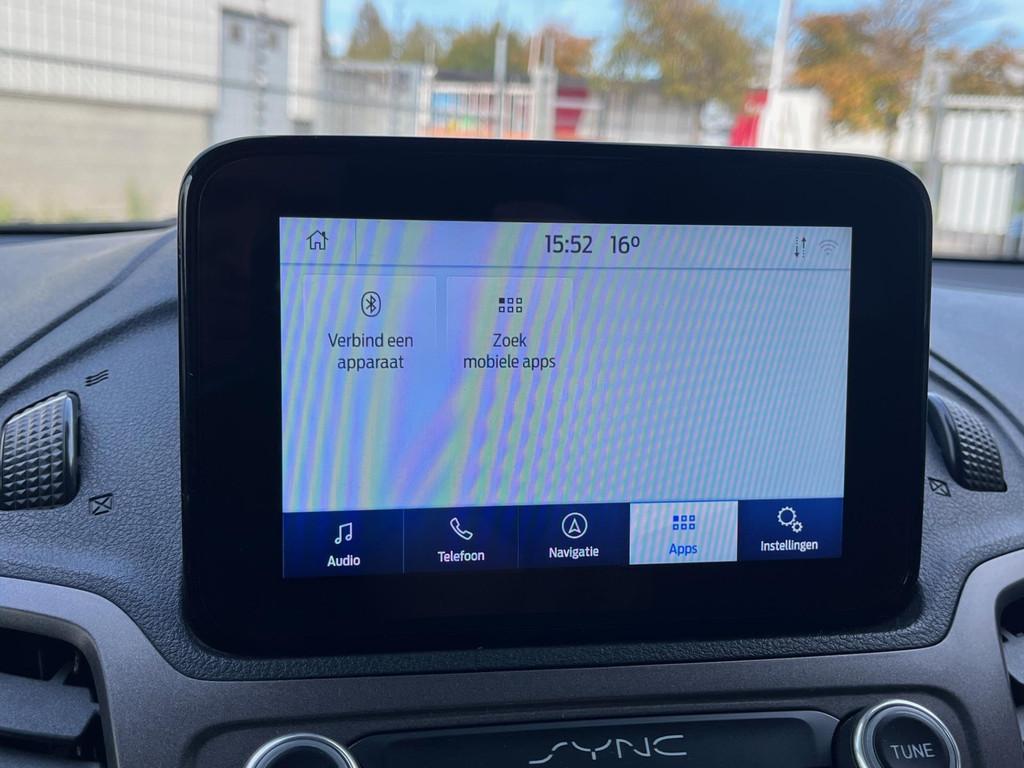 15:52 16º
Verbind een
apparaat
Zoek
mobiele apps
Audio
Telefoon
Navigatie
Apps
Instellingen
SYNC
TUNE